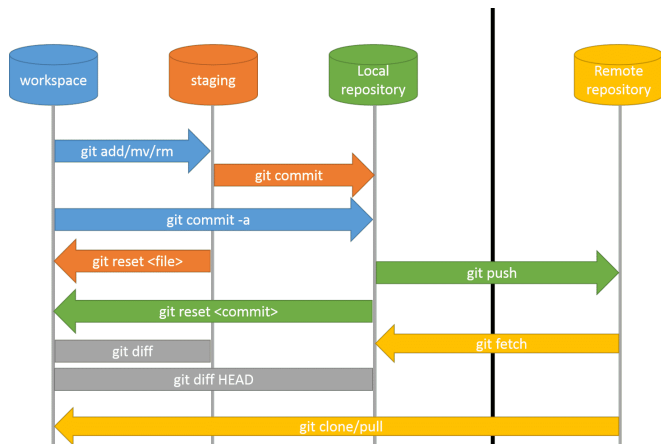 workspace
staging
Local
repository
Remote
repository
git add/mv/rm
git commit
git commit -a
git reset <file>
git push
git reset <commit>
git diff
git fetch
git diff HEAD
git clone/pull